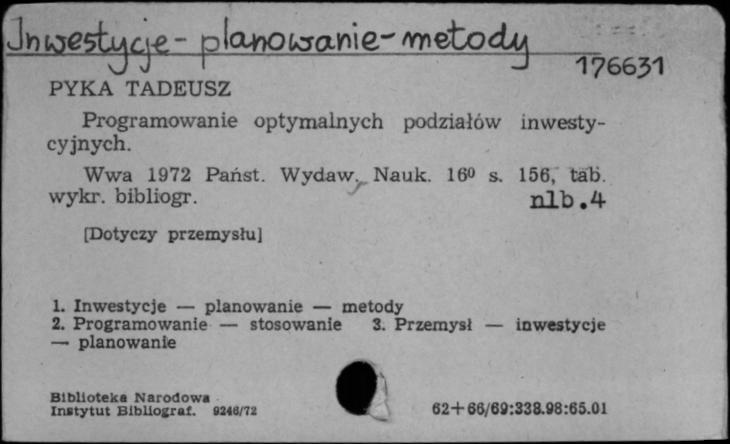 Inwestycje - planowanie - metody
176631
PYKA TADEUSZ
Programowanie optymalnych podziałów inwesty-
cyjnych.
Wwa 1972 Państ. Wydaw. Nauk. 16⁰ s. 156, tab.
wykr. bibliogr. nlb.4
[Dotyczy przemysłu]
1. Inwestycje — planowanie — metody
2. Programowanie — stosowanie 3. Przemysł — inwestycje
— planowanie
Biblioteka Narodowa
Instytut Bibliograf. 9246/72 62+66/69:338.98:65.01